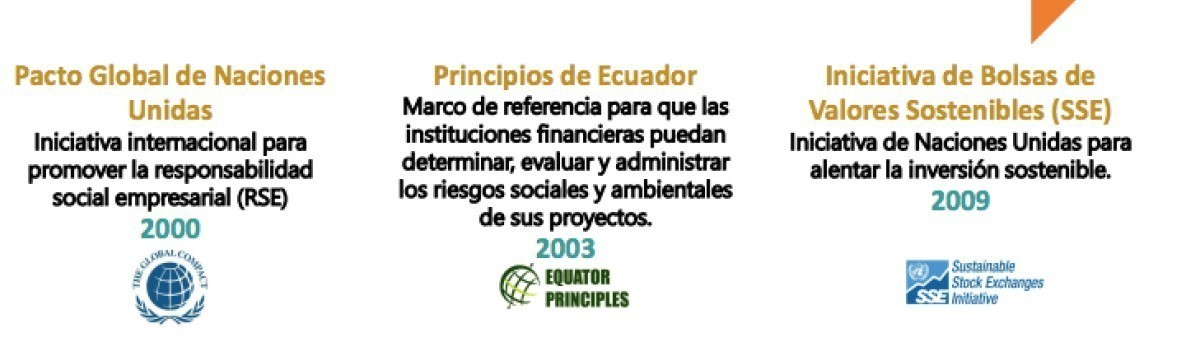 Pacto Global de Naciones
Unidas
Iniciativa internacional para
promover la responsabilidad
social empresarial (RSE)
2000
THE GLOBAL COMPACT
Principios de Ecuador
Marco de referencia para que las
instituciones financieras puedan
determinar, evaluar y administrar
los riesgos sociales y ambientales
de sus proyectos.
2003
EQUATOR
PRINCIPLES
Iniciativa de Bolsas de
Valores Sostenibles (SSE)
Iniciativa de Naciones Unidas para
alentar la inversión sostenible.
2009
SSE
Sustainable
Stock Exchanges
Initiative